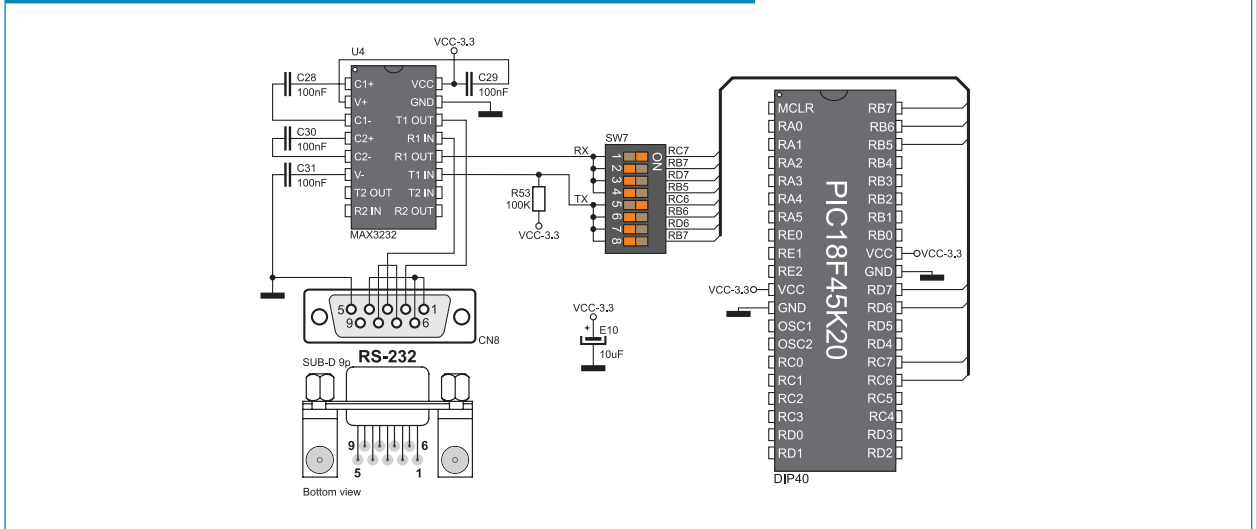 VCC-3.3
U4
C28
100nF
C1+
V+
C1-
C30
100nF
C2+
C2-
C31
100nF
V-
T2 OUT
R2 IN
VCC
GND
T1 OUT
R1 IN
R1 OUT
T1 IN
T2 IN
R2 OUT
MAX3232
C29
100nF
R53
100K
VCC-3.3
RX
TX
SW7
ON
1
2
3
4
5
6
7
8
RC7
RB7
RD7
RB5
RC6
RB6
RD6
RB7
5
1
9
6
CN8
SUB-D 9p
RS-232
9
6
5
1
Bottom view
VCC-3.3
+
E10
10uF
VCC-3.3
MCLR
RA0
RA1
RA2
RA3
RA4
RA5
RE0
RE1
RE2
VCC
GND
OSC1
OSC2
RC0
RC1
RC2
RC3
RD0
RD1
PIC18F45K20
RB7
RB6
RB5
RB4
RB3
RB2
RB1
RB0
VCC
GND
RD7
RD6
RD5
RD4
RC7
RC6
RC5
RC4
RD3
RD2
VCC-3.3
DIP40